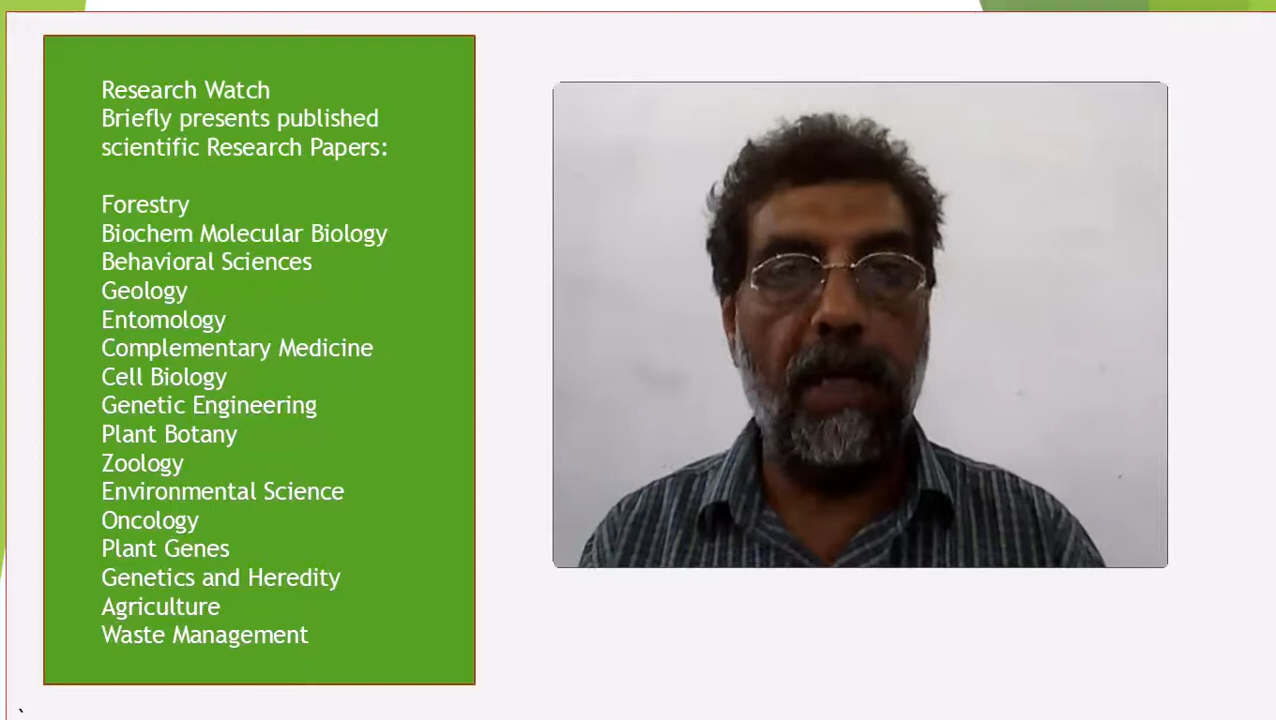 Research Watch
Briefly presents published
scientific Research Papers:
Forestry
Biochem Molecular Biology
Behavioral Sciences
Geology
Entomology
Complementary Medicine
Cell Biology
Genetic Engineering
Plant Botany
Zoology
Environmental Science
Oncology
Plant Genes
Genetics and Heredity
Agriculture
Waste Management
`